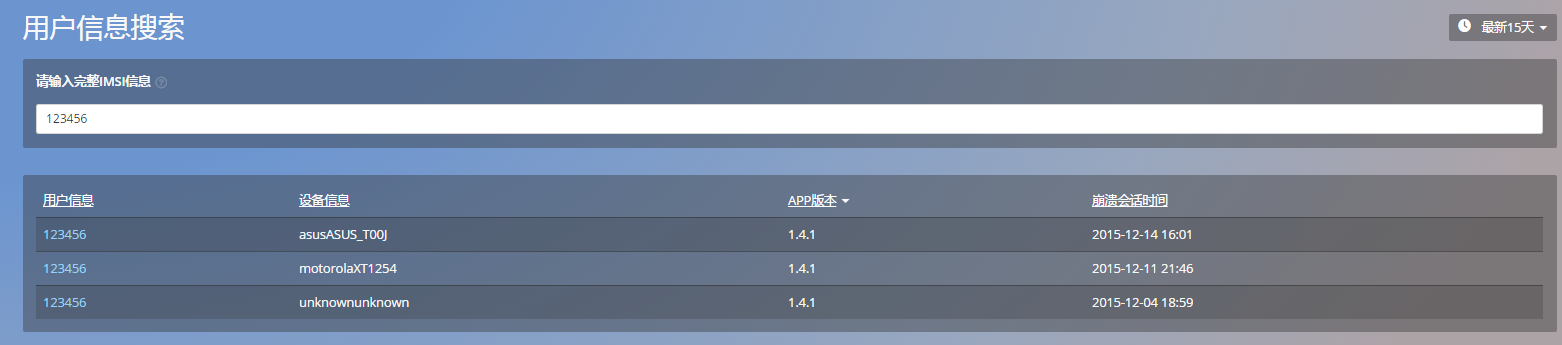 用户信息搜索
最新15天
请输入完整IMSI信息
123456
用户信息 设备信息 APP版本 崩溃会话时间
123456 asusASUS_T00J 1.4.1 2015-12-14 16:01
123456 motorolaXT1254 1.4.1 2015-12-11 21:46
123456 unknownunknown 1.4.1 2015-12-04 18:59